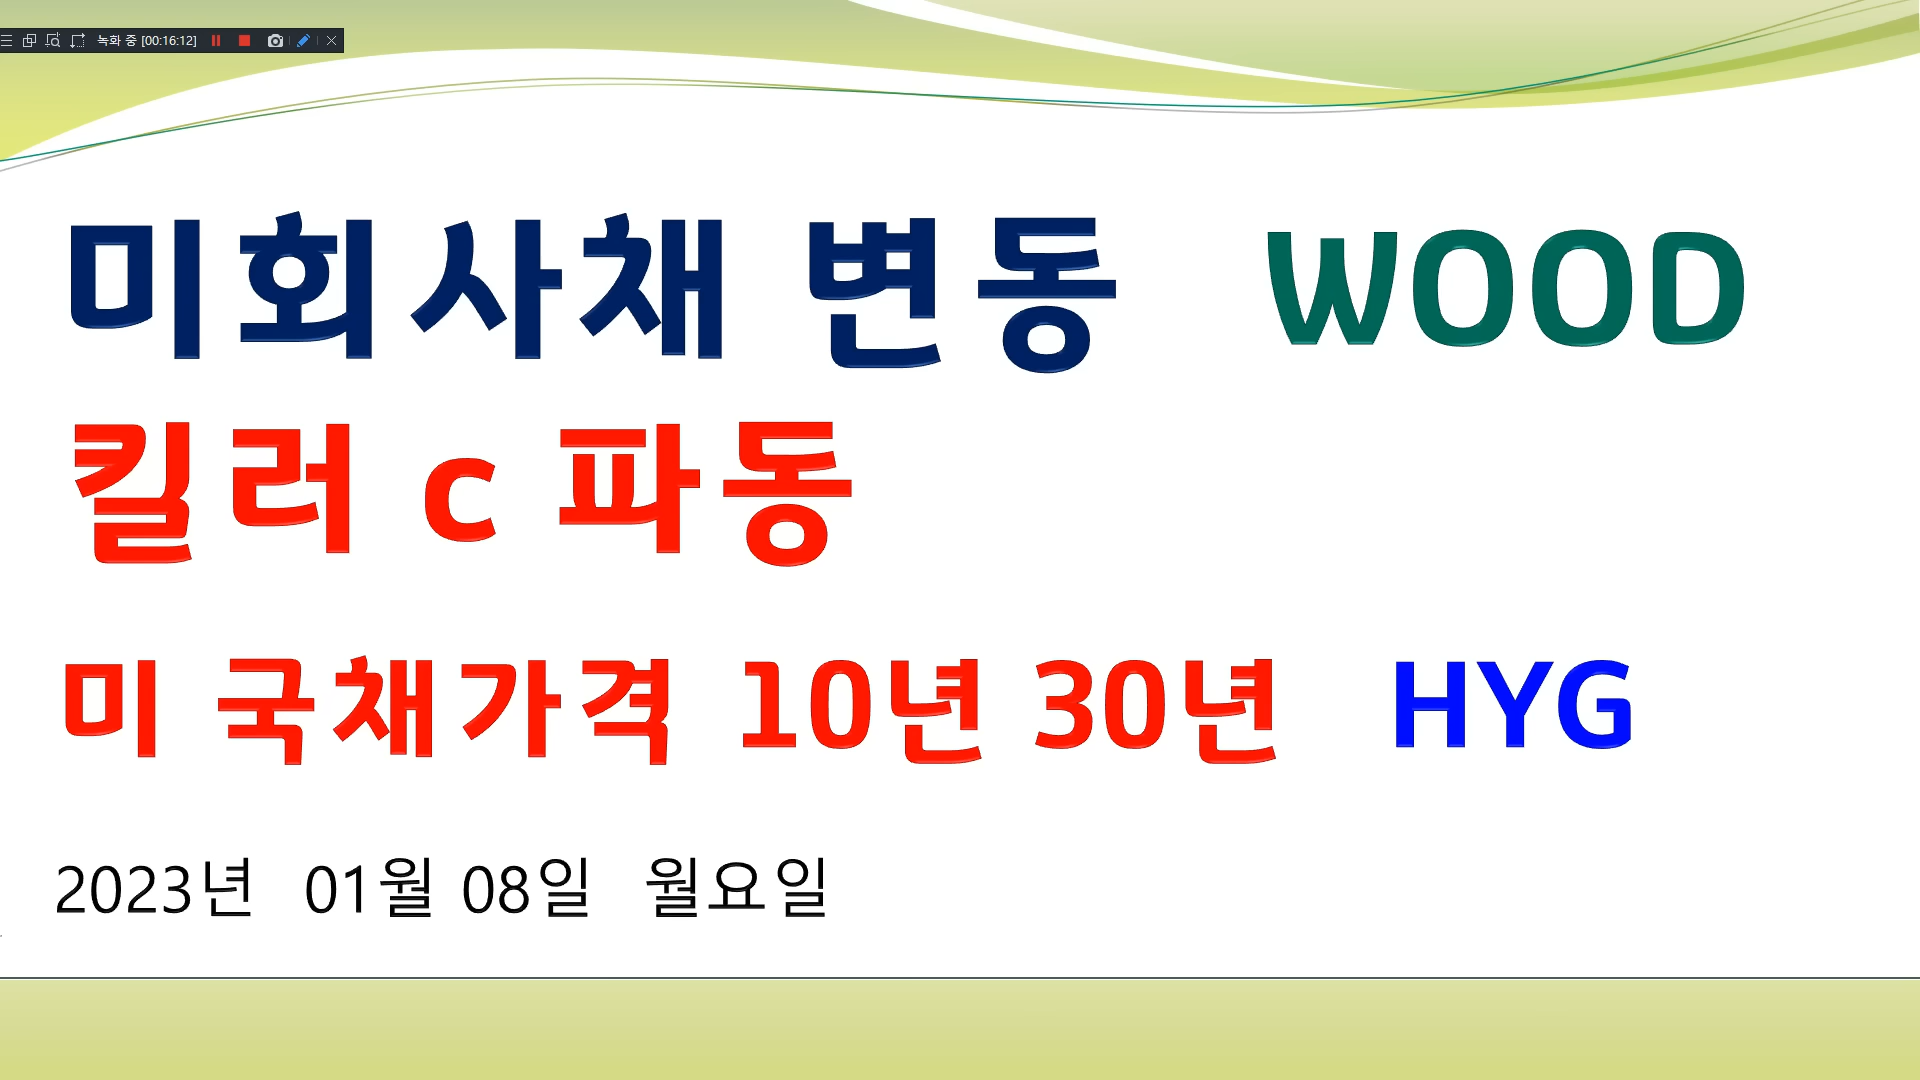 녹화 중 [00:16:12]
미회사채 변동 WOOD
킬러 c 파동
미 국채가격 10년 30년 HYG
2023년 01월 08일 월요일